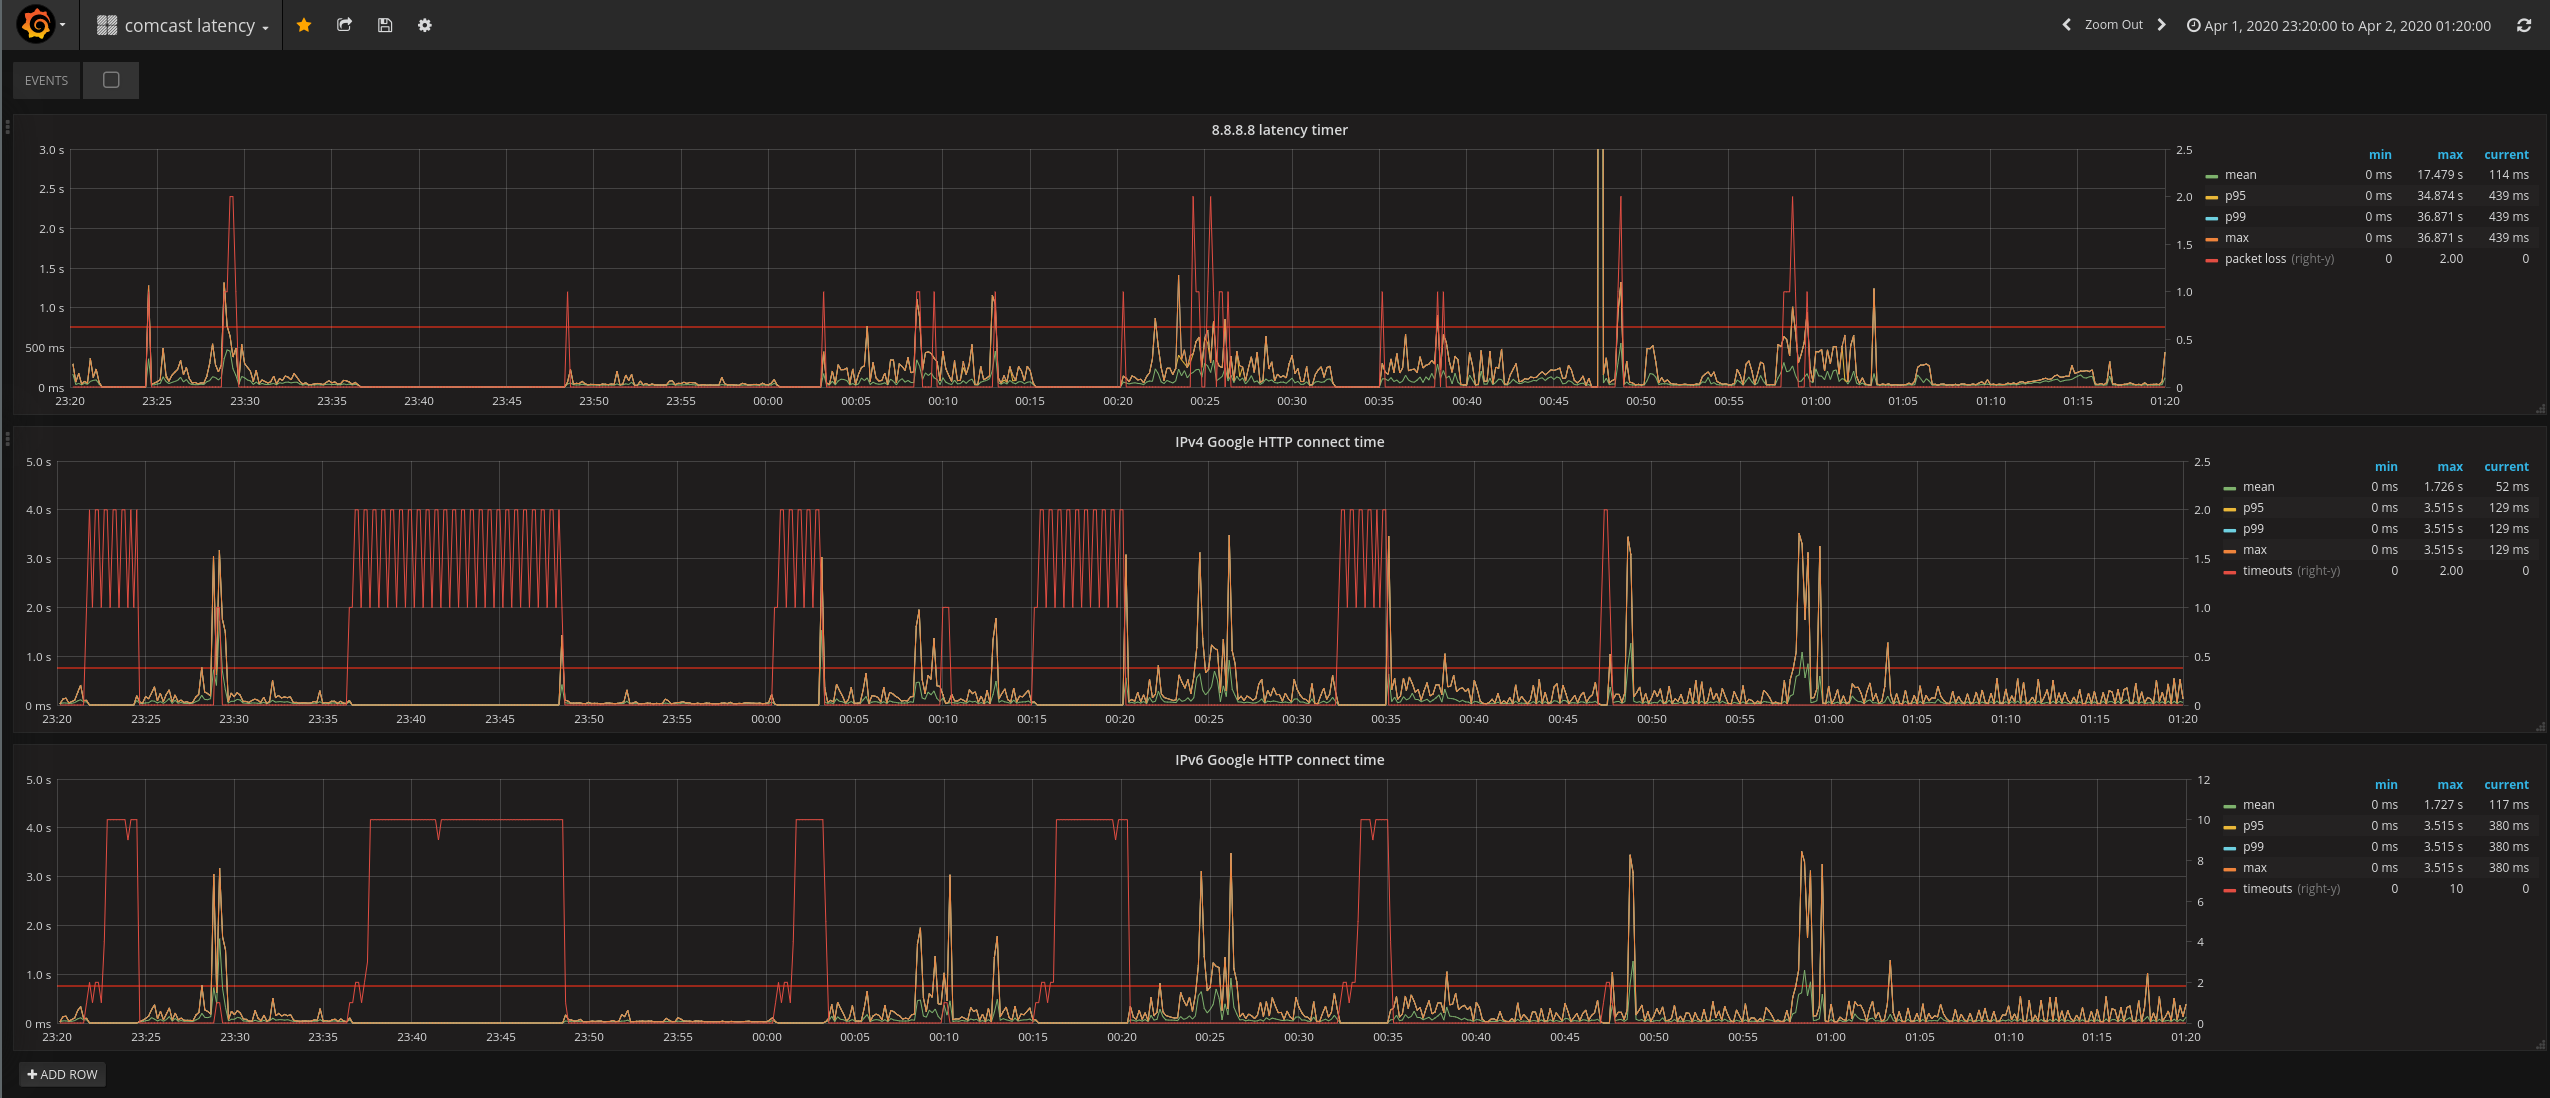 comcast latency
Zoom Out
Apr 1, 2020 23:20:00 to Apr 2, 2020 01:20:00
EVENTS
8.8.8.8 latency timer
3.0 s
2.5 s
2.0 s
1.5 s
1.0 s
500 ms
0 ms
2.5
2.0
1.5
1.0
0.5
0
23:20 23:25 23:30 23:35 23:40 23:45 23:50 23:55 00:00 00:05 00:10 00:15 00:20 00:25 00:30 00:35 00:40 00:45 00:50 00:55 01:00 01:05 01:10 01:15 01:20
min max current
mean 0 ms 17.479 s 114 ms
p95 0 ms 34.874 s 439 ms
p99 0 ms 36.871 s 439 ms
max 0 ms 36.871 s 439 ms
packet loss (right-y) 0 2.00 0
IPv4 Google HTTP connect time
5.0 s
4.0 s
3.0 s
2.0 s
1.0 s
0 ms
2.5
2.0
1.5
1.0
0.5
0
23:20 23:25 23:30 23:35 23:40 23:45 23:50 23:55 00:00 00:05 00:10 00:15 00:20 00:25 00:30 00:35 00:40 00:45 00:50 00:55 01:00 01:05 01:10 01:15 01:20
min max current
mean 0 ms 1.726 s 52 ms
p95 0 ms 3.515 s 129 ms
p99 0 ms 3.515 s 129 ms
max 0 ms 3.515 s 129 ms
timeouts (right-y) 0 2.00 0
IPv6 Google HTTP connect time
5.0 s
4.0 s
3.0 s
2.0 s
1.0 s
0 ms
12
10
8
6
4
2
0
23:20 23:25 23:30 23:35 23:40 23:45 23:50 23:55 00:00 00:05 00:10 00:15 00:20 00:25 00:30 00:35 00:40 00:45 00:50 00:55 01:00 01:05 01:10 01:15 01:20
min max current
mean 0 ms 1.727 s 117 ms
p95 0 ms 3.515 s 380 ms
p99 0 ms 3.515 s 380 ms
max 0 ms 3.515 s 380 ms
timeouts (right-y) 0 10 0
+ ADD ROW